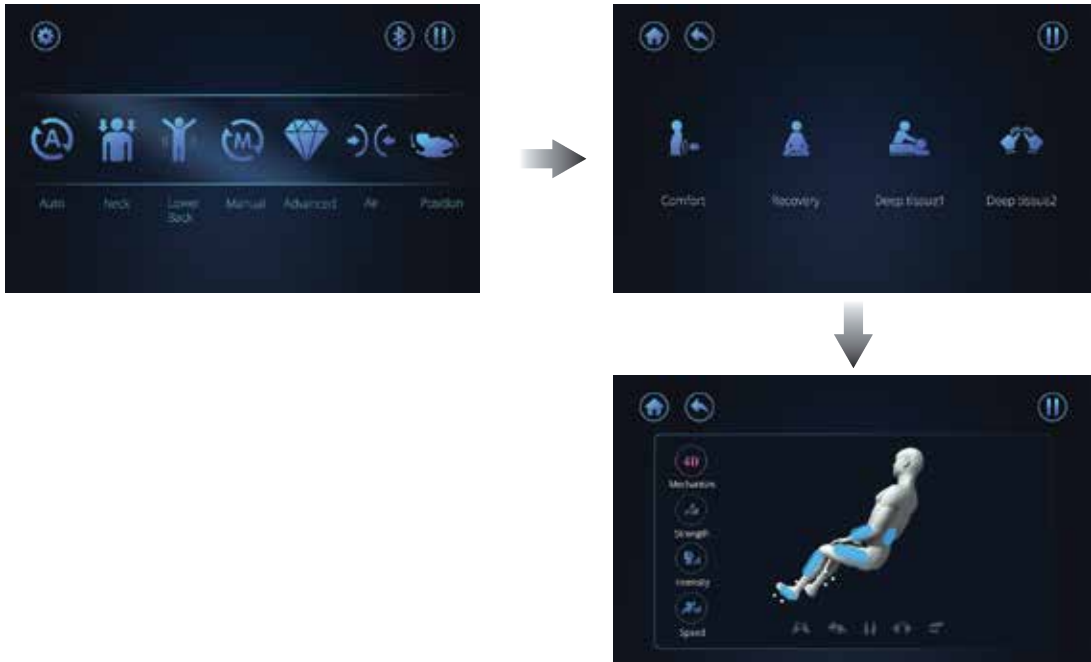 A
M
Auto
Neck
Lower
Back
Manual
Advanced
Air
Position
Comfort
Recovery
Deep tissue1
Deep tissue2
4D
Mechanism
Strength
Intensity
Speed